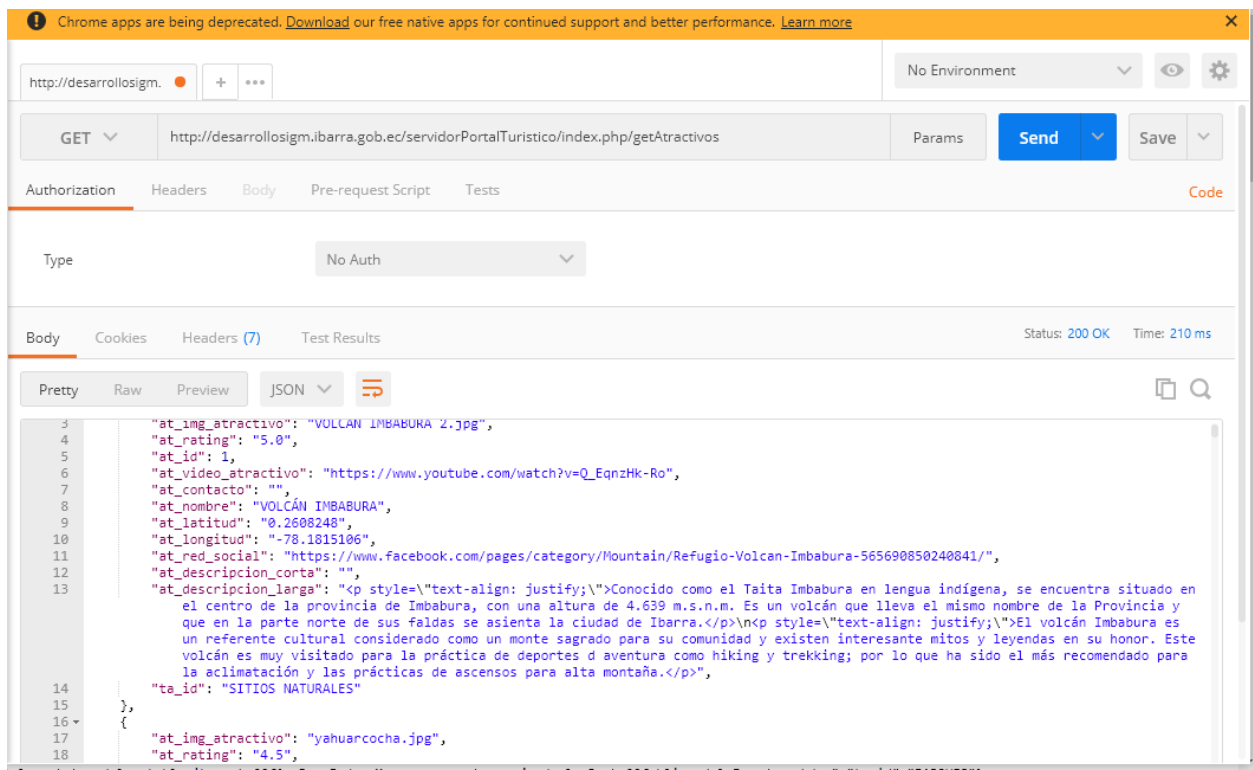 Chrome apps are being deprecated. Download our free native apps for continued support and better performance. Learn more
http://desarrollosigm.
No Environment
GET
http://desarrollosigm.ibarra.gob.ec/servidorPortalTuristico/index.php/getAtractivos
Params
Send
Save
Authorization Headers Body Pre-request Script Tests
Code
Type
No Auth
Body Cookies Headers (7) Test Results
Status: 200 OK Time: 210 ms
Pretty Raw Preview JSON
3 "at_img_atractivo": "VOLCAN IMBABURA 2.jpg",
4 "at_rating": "5.0",
5 "at_id": 1,
6 "at_video_atractivo": "https://www.youtube.com/watch?v=Q_EqnzHk-Ro",
7 "at_contacto": "",
8 "at_nombre": "VOLCÁN IMBABURA",
9 "at_latitud": "0.2608248",
10 "at_longitud": "-78.1815106",
11 "at_red_social": "https://www.facebook.com/pages/category/Mountain/Refugio-Volcan-Imbabura-565690850240841/",
12 "at_descripcion_corta": "",
13 "at_descripcion_larga": "<p style=\"text-align: justify;\">Conocido como el Taita Imbabura en lengua indígena, se encuentra situado en
el centro de la provincia de Imbabura, con una altura de 4.639 m.s.n.m. Es un volcán que lleva el mismo nombre de la Provincia y
que en la parte norte de sus faldas se asienta la ciudad de Ibarra.</p>\n<p style=\"text-align: justify;\">El volcán Imbabura es
un referente cultural considerado como un monte sagrado para su comunidad y existen interesante mitos y leyendas en su honor. Este
volcán es muy visitado para la práctica de deportes d aventura como hiking y trekking; por lo que ha sido el más recomendado para
la aclimatación y las prácticas de ascensos para alta montaña.</p>",
14 "ta_id": "SITIOS NATURALES"
15 },
16 {
17 "at_img_atractivo": "yahuarcocha.jpg",
18 "at_rating": "4.5",